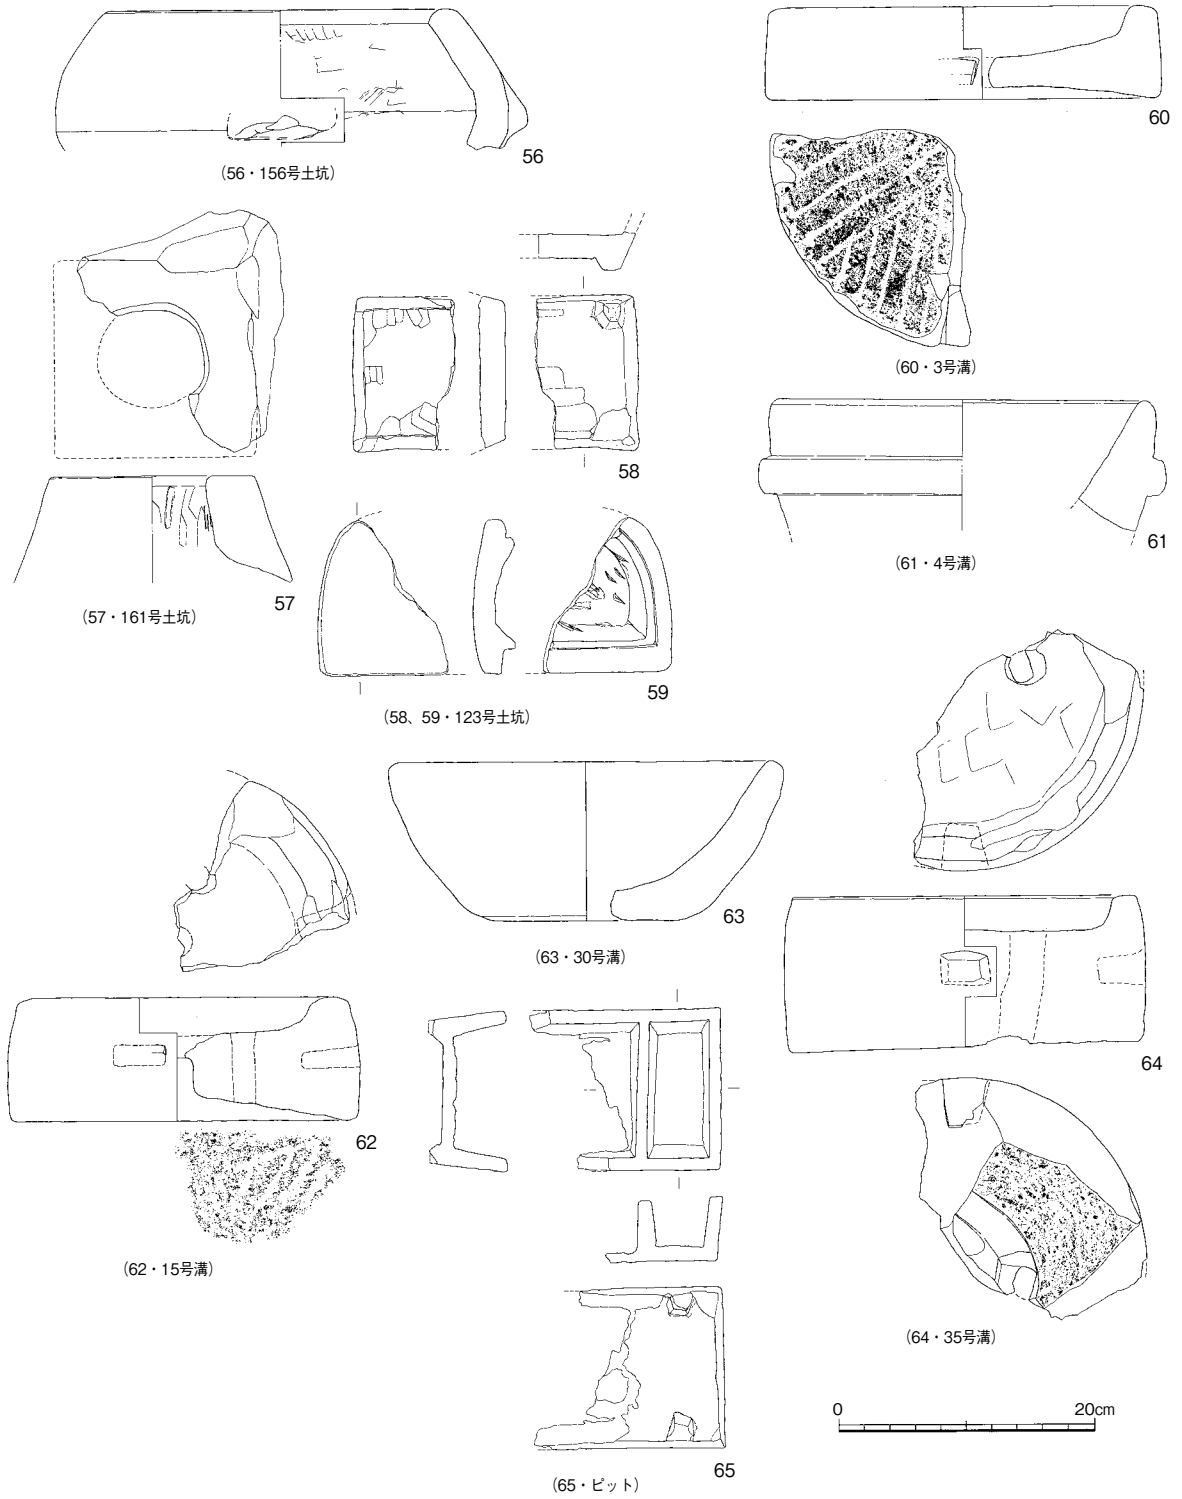 56
(56・156号土坑)
60
(60・3号溝)
58
57
(57・161号土坑)
61
(61・4号溝)
59
(58、59・123号土坑)
63
(63・30号溝)
64
62
(62・15号溝)
(64・35号溝)
0 20cm
65
(65・ピット)